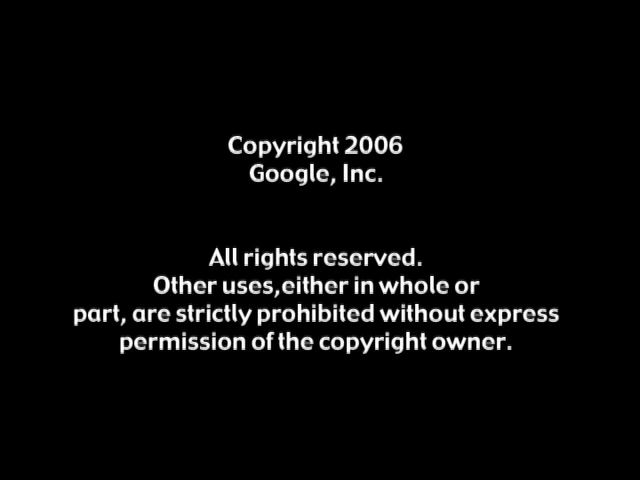 Copyright 2006
Google, Inc.
All rights reserved.
Other uses,either in whole or
part, are strictly prohibited without express
permission of the copyright owner.